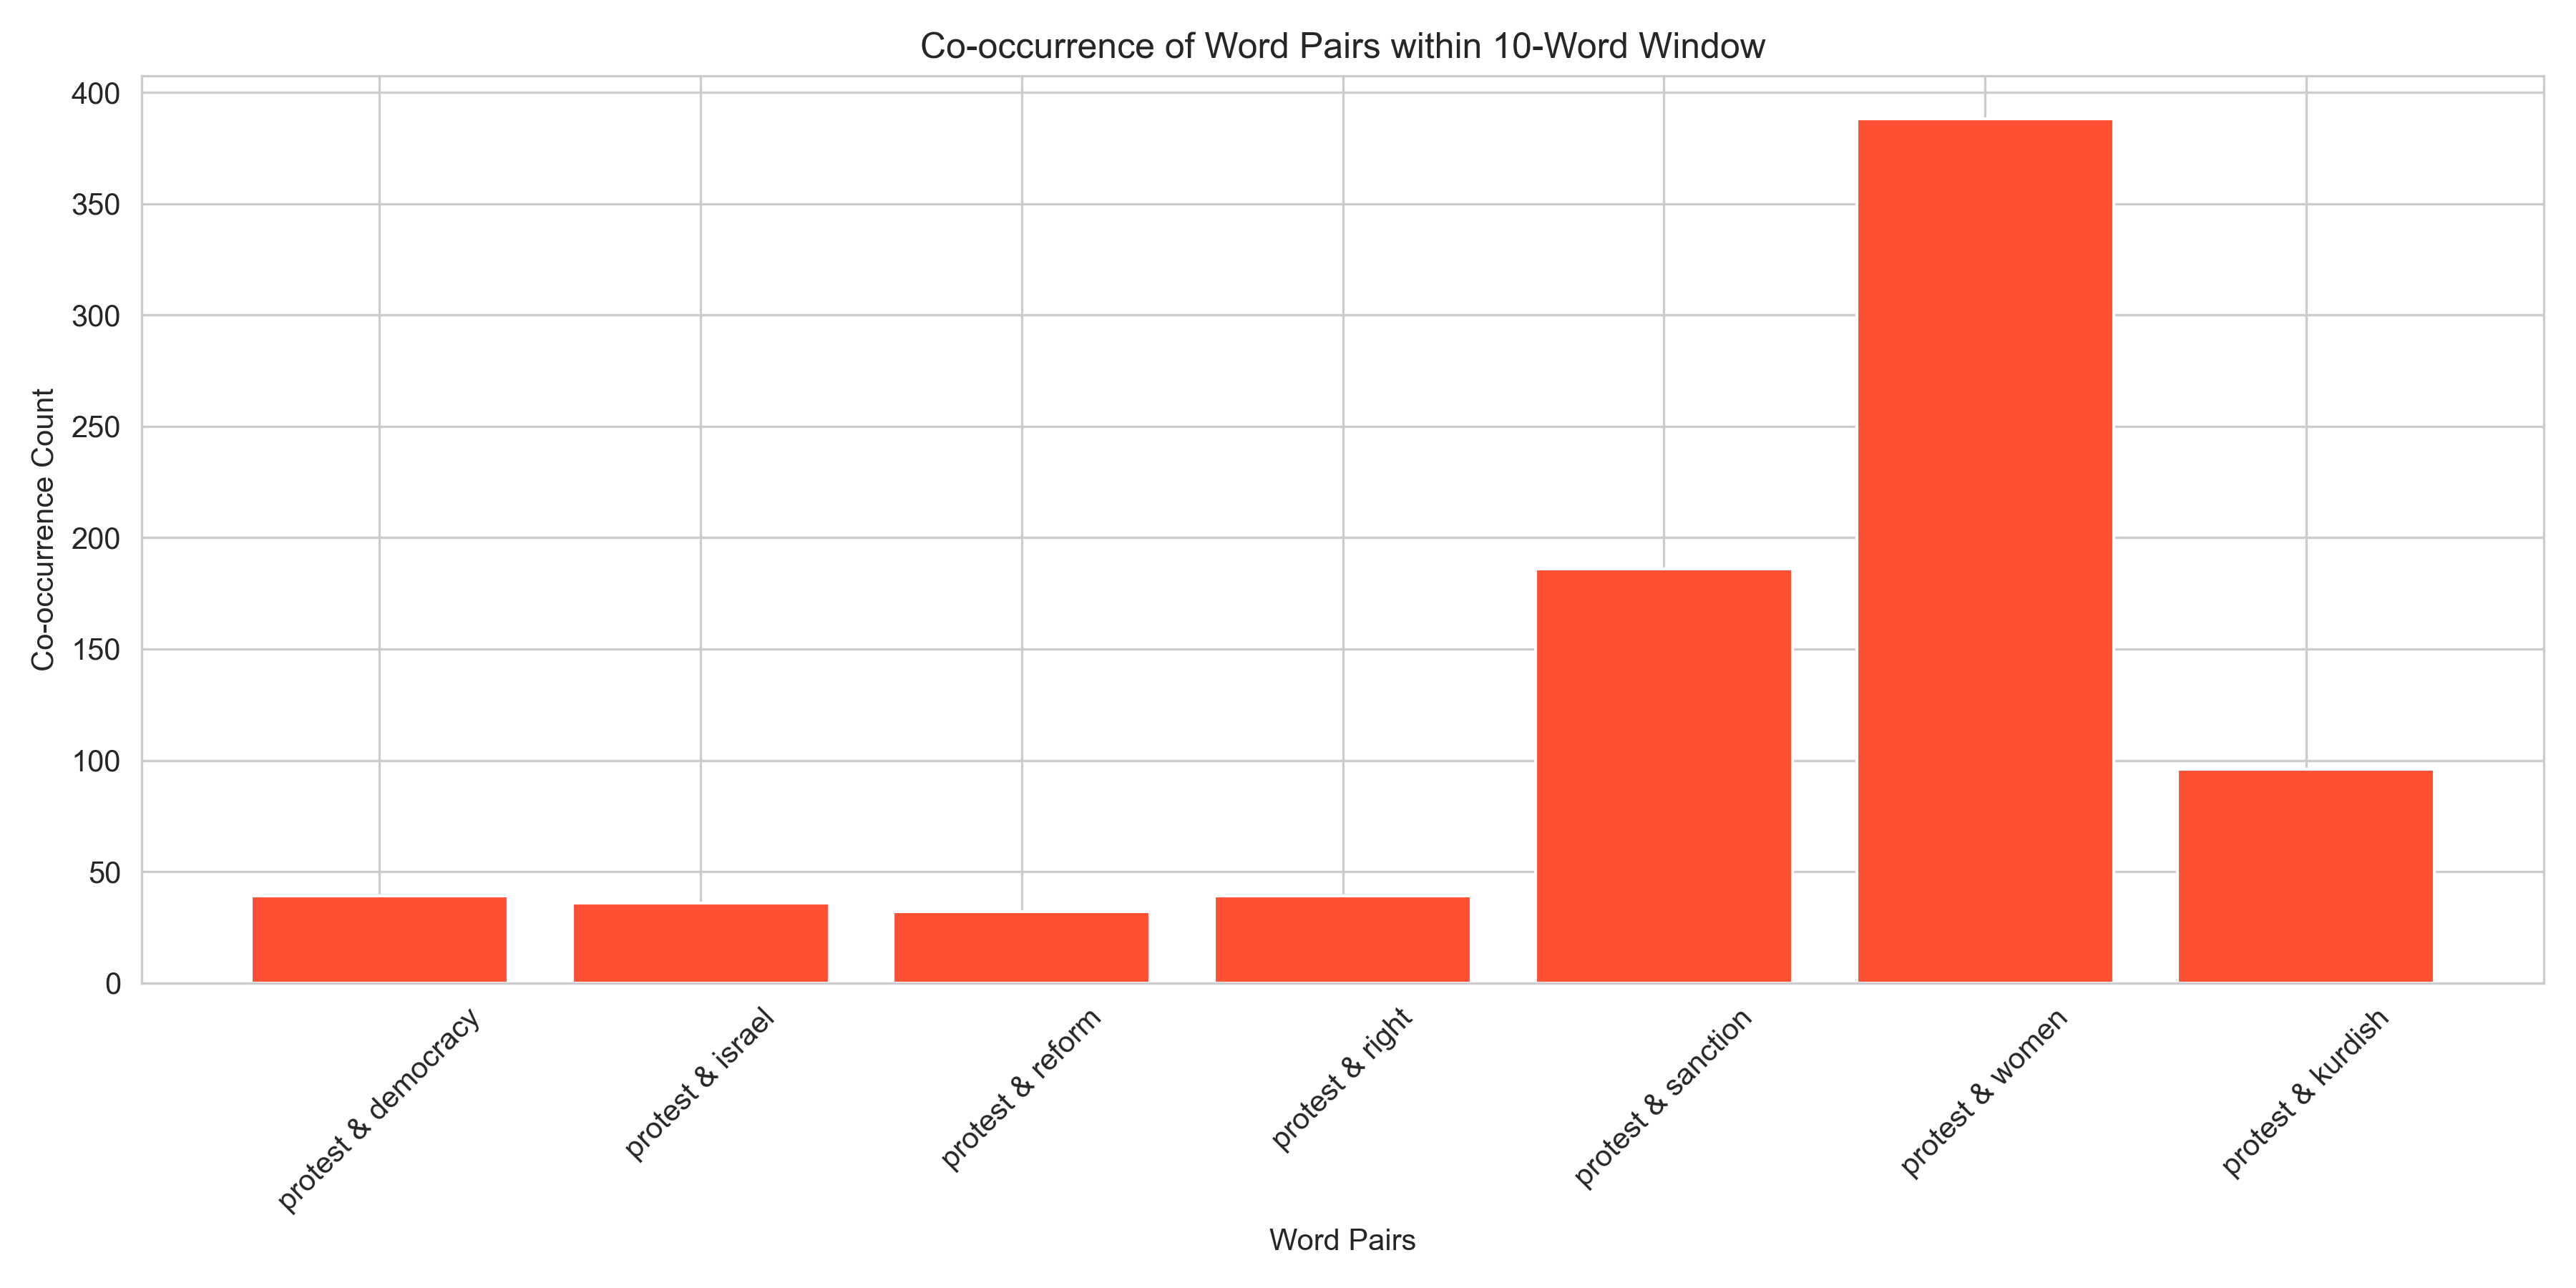 Co-occurrence of Word Pairs within 10-Word Window
Co-occurrence Count
400
350
300
250
200
150
100
50
0
protest & democracy
protest & israel
protest & reform
protest & right
protest & sanction
protest & women
protest & kurdish
Word Pairs